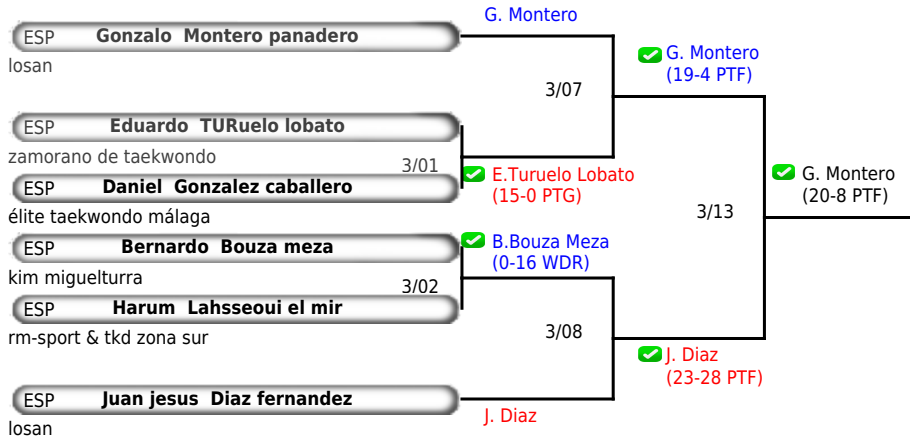 G. Montero
ESP Gonzalo Montero panadero
losan
G. Montero
(19-4 PTF)
3/07
ESP Eduardo TURuelo lobato
zamorano de taekwondo
3/01
E.Turuelo Lobato
(15-0 PTG)
ESP Daniel Gonzalez caballero
élite taekwondo málaga
G. Montero
(20-8 PTF)
3/13
ESP Bernardo Bouza meza
kim miguelturra
B.Bouza Meza
(0-16 WDR)
3/02
ESP Harum Lahsseoui el mir
rm-sport & tkd zona sur
3/08
J. Diaz
(23-28 PTF)
ESP Juan jesus Diaz fernandez
losan
J. Diaz